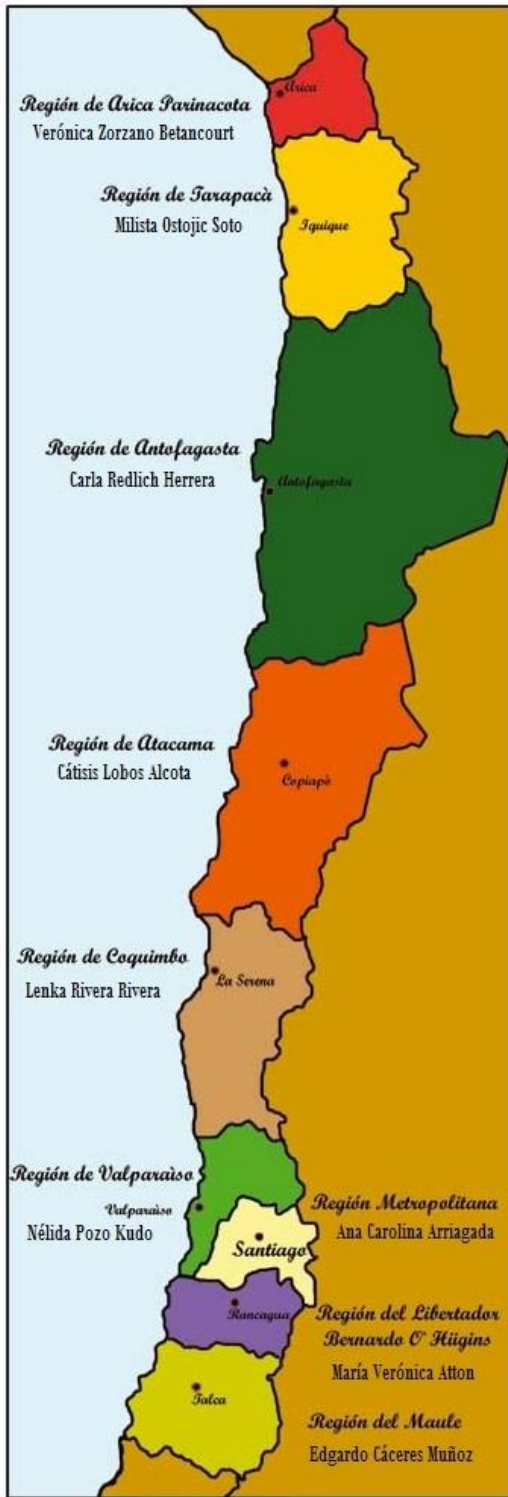 Arica
Región de Arica Parinacota
Verónica Zorzano Betancourt
Región de Tarapacà
Milista Ostojic Soto
Iquique
Región de Antofagasta
Carla Redlich Herrera
Antofagasta
Región de Atacama
Cátisis Lobos Alcota
Copiapò
Región de Coquimbo
Lenka Rivera Rivera
La Serena
Región de Valparaìso
Valparaìso
Nélida Pozo Kudo
Región Metropolitana
Ana Carolina Arriagada
Santiago
Rancagua
Región del Libertador
Bernardo O' Hügins
María Verónica Atton
Talca
Región del Maule
Edgardo Cáceres Muñoz